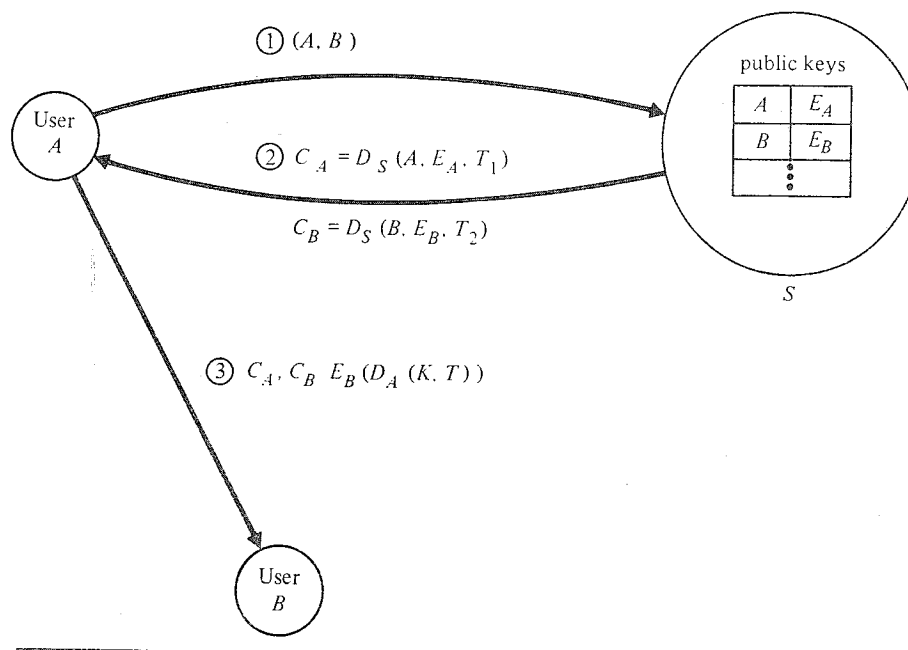 ① (A, B)
public keys
A E_A
B E_B
User
A
② C_A = D_S (A, E_A, T_1)
C_B = D_S (B, E_B, T_2)
S
③ C_A, C_B E_B (D_A (K, T))
User
B